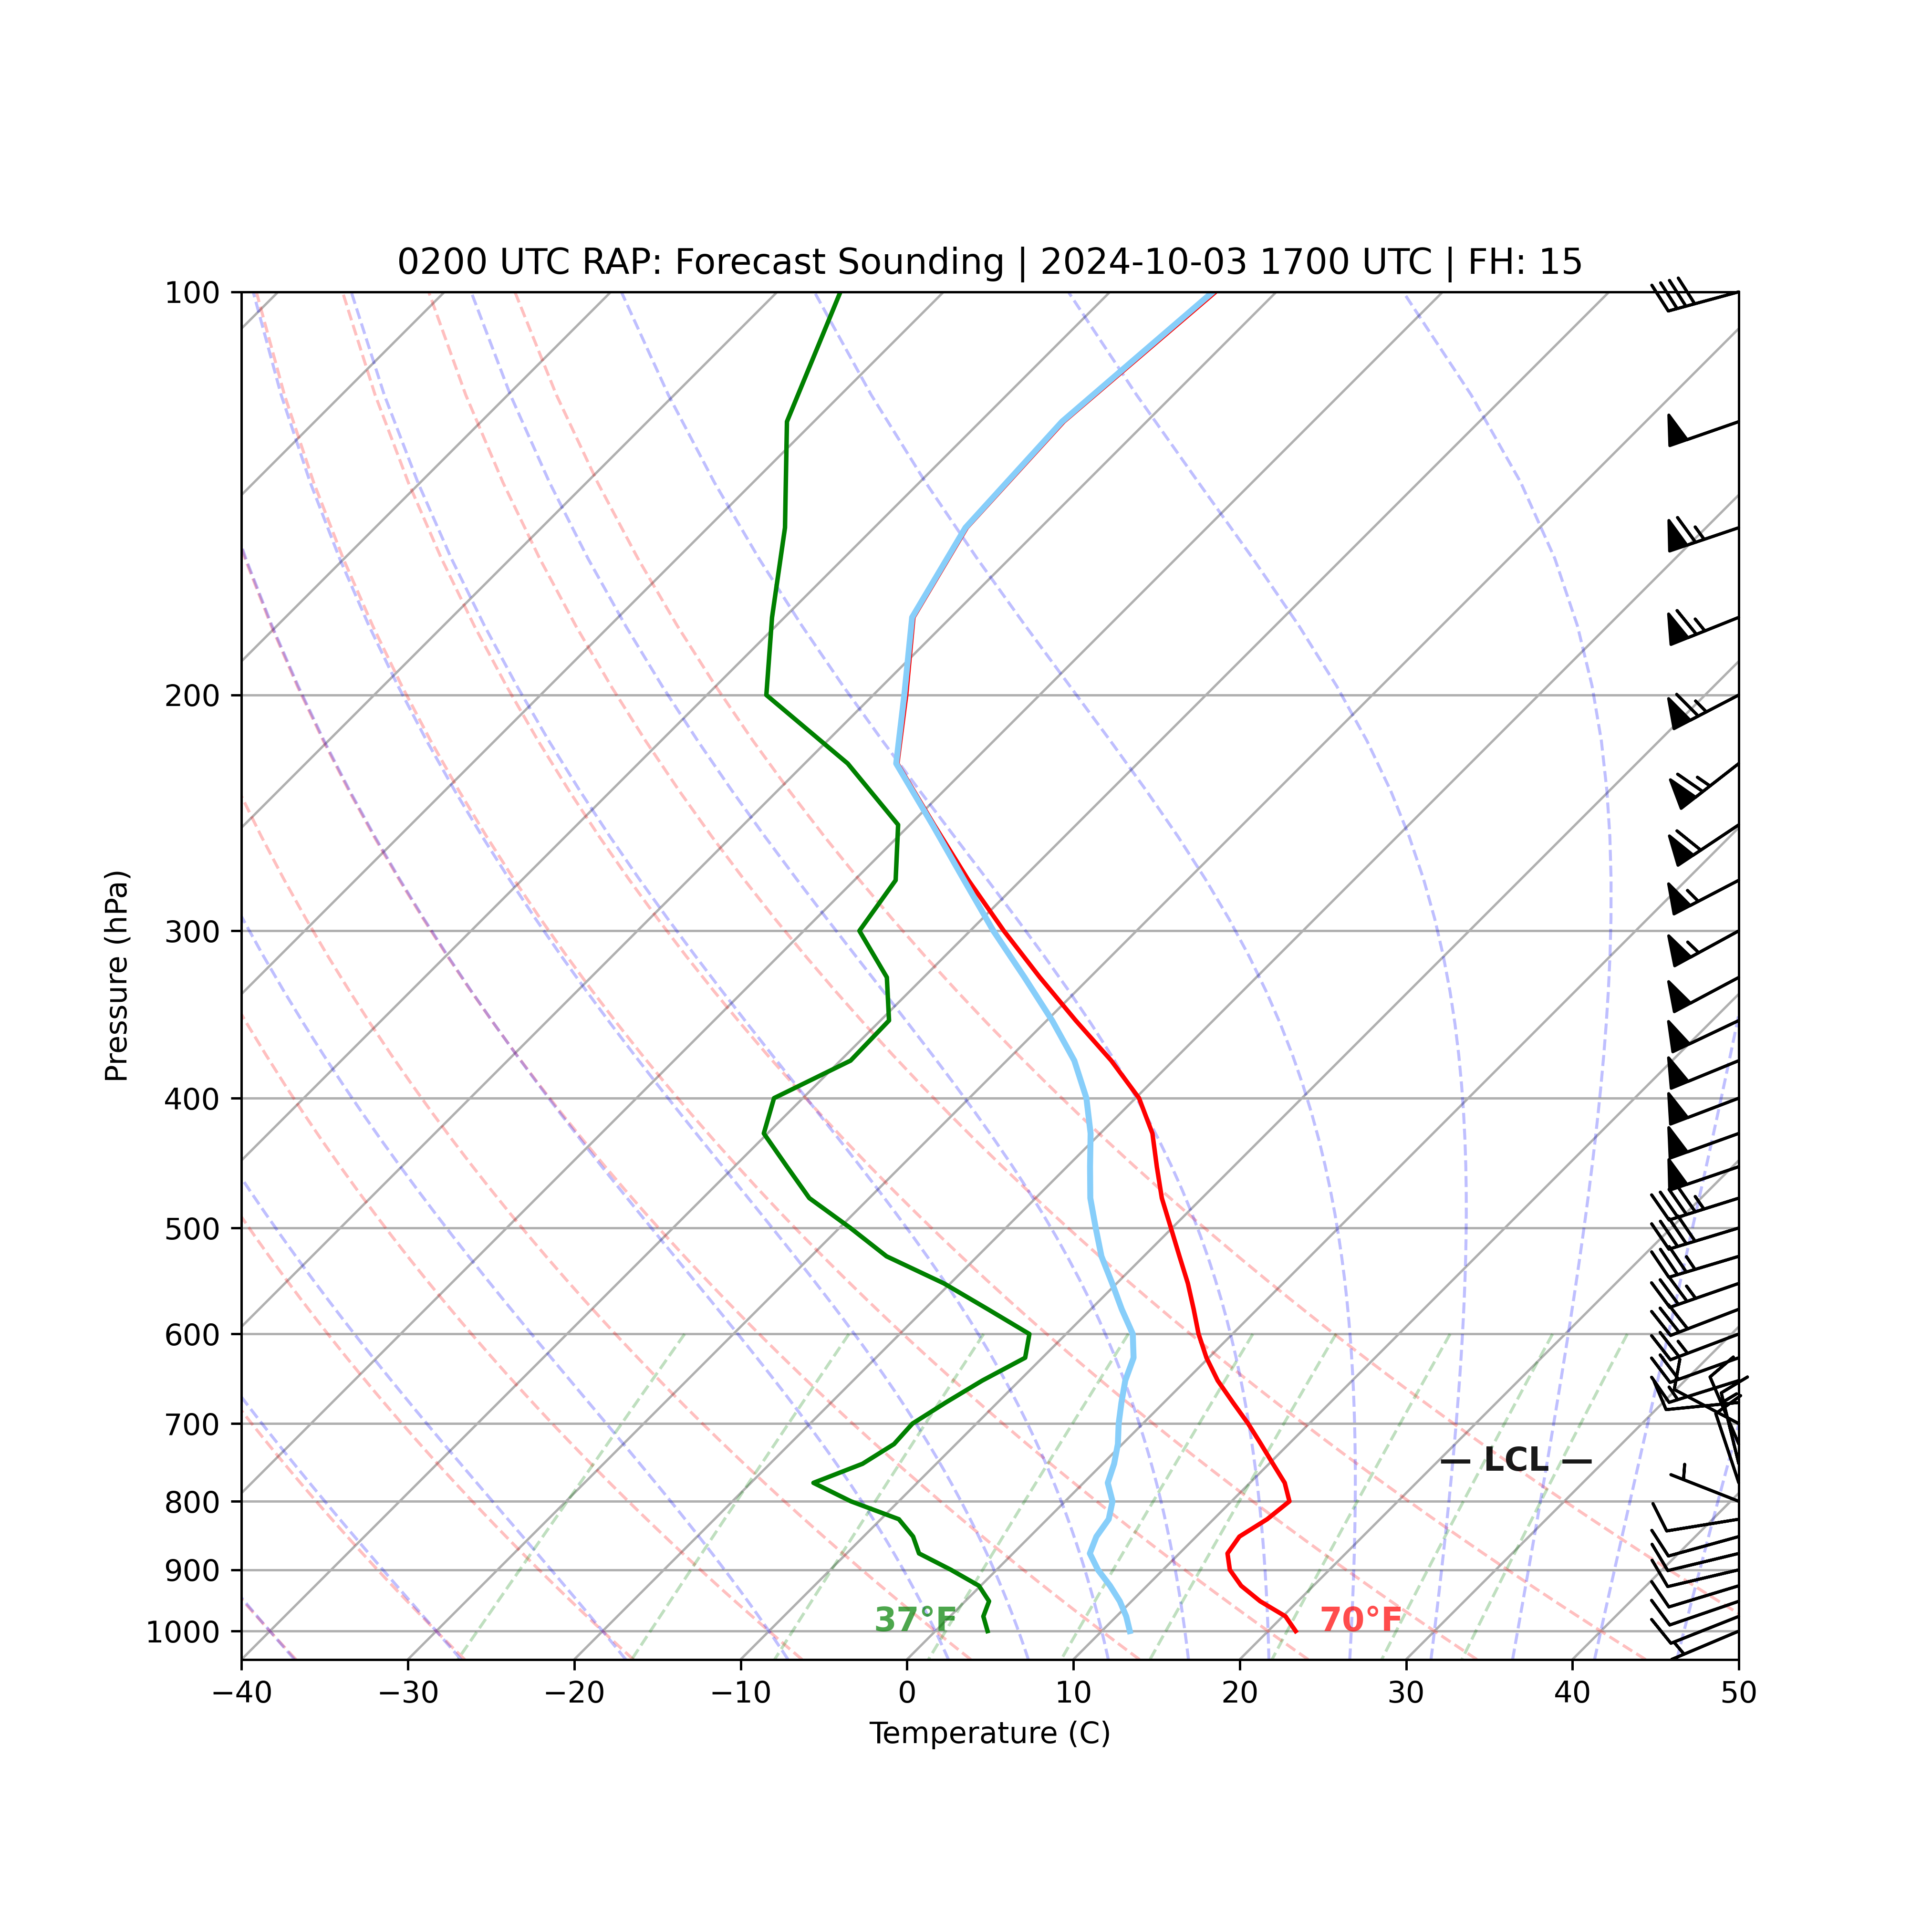 0200 UTC RAP: Forecast Sounding | 2024-10-03 1700 UTC | FH: 15
100
200
300
400
500
600
700
800
900
1000
Pressure (hPa)
— LCL —
37°F
70°F
−40 −30 −20 −10 0 10 20 30 40 50
Temperature (C)